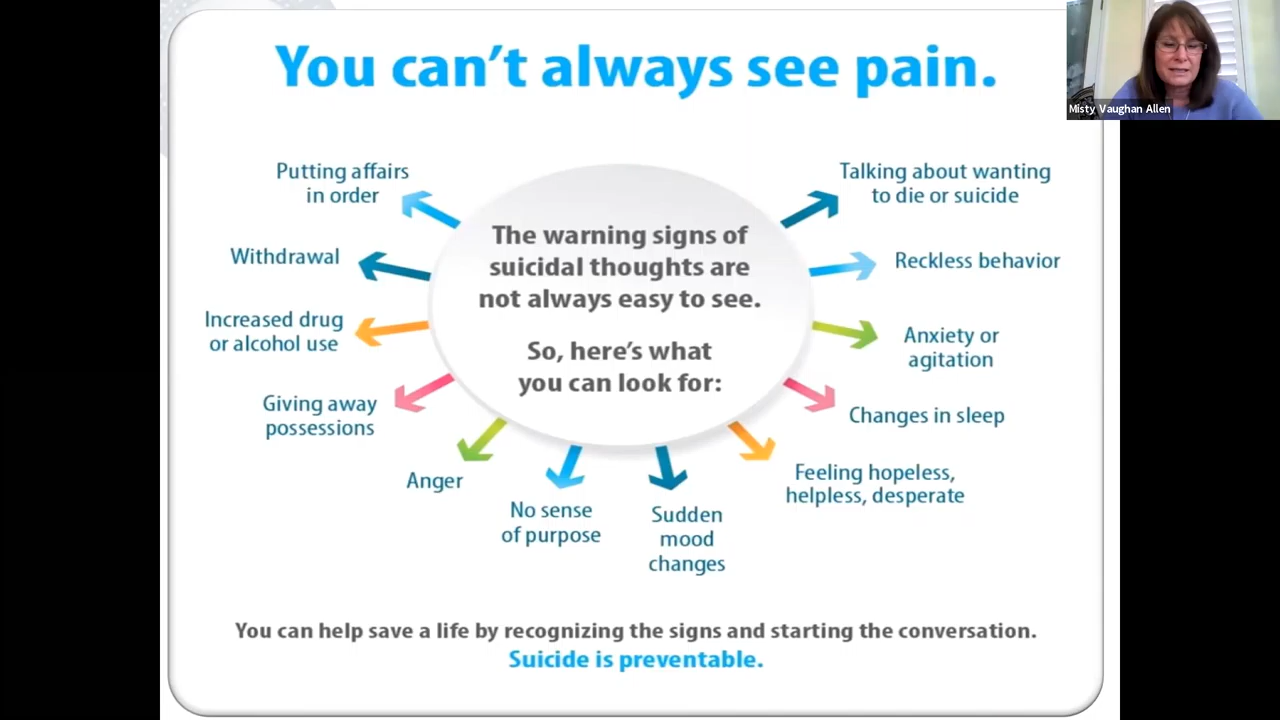 You can't always see pain.
Misty Vaughan Allen
Putting affairs
in order
Talking about wanting
to die or suicide
The warning signs of
suicidal thoughts are
not always easy to see.
So, here's what
you can look for:
Withdrawal
Reckless behavior
Increased drug
or alcohol use
Anxiety or
agitation
Giving away
possessions
Changes in sleep
Anger
Feeling hopeless,
helpless, desperate
No sense
of purpose
Sudden
mood
changes
You can help save a life by recognizing the signs and starting the conversation.
Suicide is preventable.